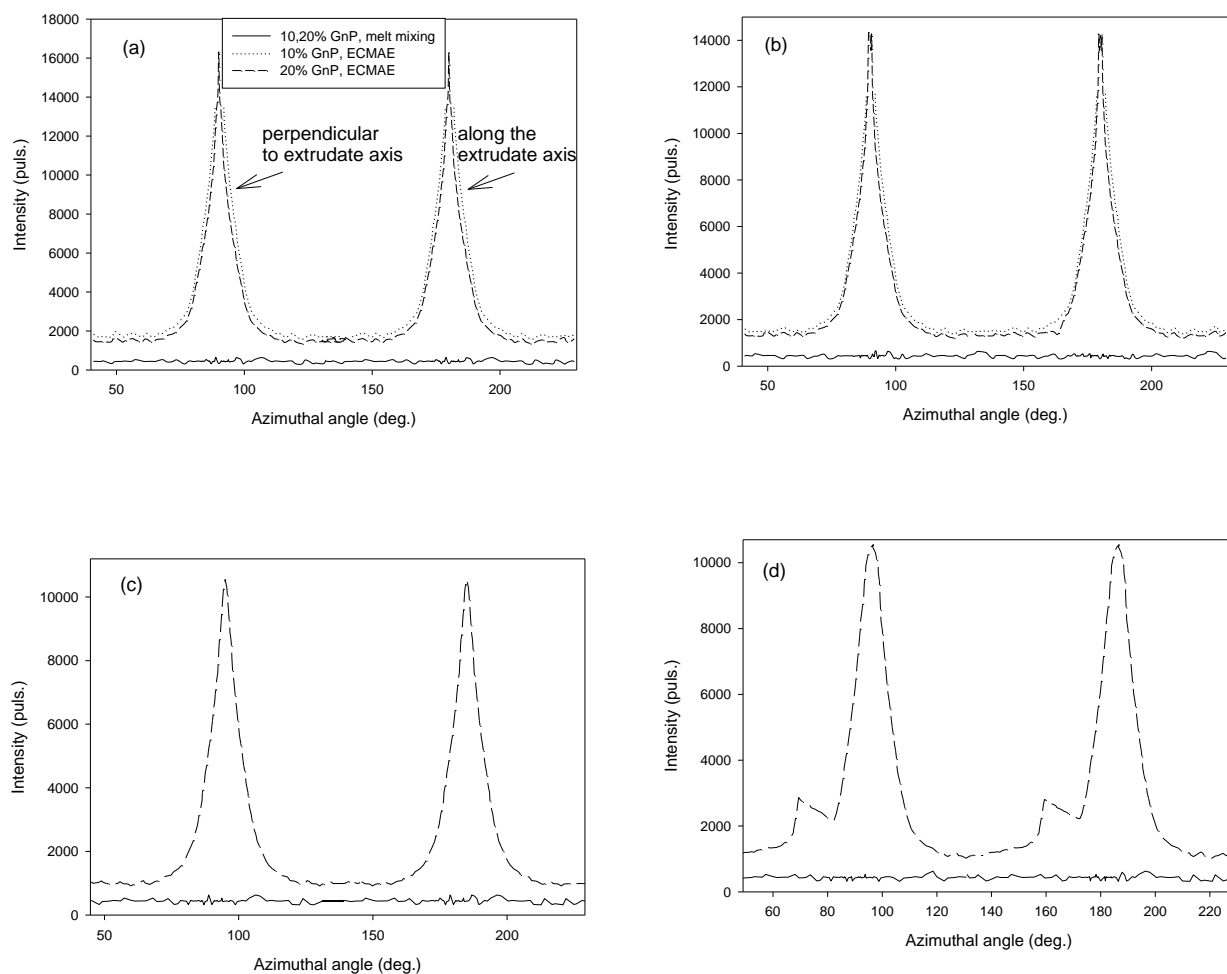 (a)
10,20% GnP, melt mixing
10% GnP, ECMAE
20% GnP, ECMAE
perpendicular
to extrudate axis
along the
extrudate axis
Intensity (puls.)
18000
16000
14000
12000
10000
8000
6000
4000
2000
0
50
100
150
200
Azimuthal angle (deg.)
(b)
Intensity (puls.)
14000
12000
10000
8000
6000
4000
2000
0
50
100
150
200
Azimuthal angle (deg.)
(c)
Intensity (puls.)
10000
8000
6000
4000
2000
0
50
100
150
200
Azimuthal angle (deg.)
(d)
Intensity (puls.)
10000
8000
6000
4000
2000
0
60
80
100
120
140
160
180
200
220
Azimuthal angle (deg.)